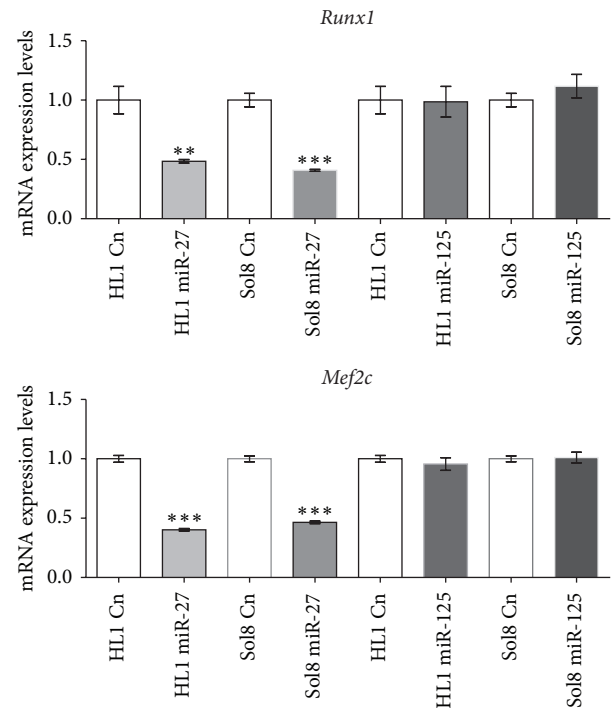 Runx1
mRNA expression levels
1.5
1.0
0.5
0.0
** *** 
HL1 Cn
HL1 miR-27
Sol8 Cn
Sol8 miR-27
HL1 Cn
HL1 miR-125
Sol8 Cn
Sol8 miR-125
Mef2c
mRNA expression levels
1.5
1.0
0.5
0.0
*** ***
HL1 Cn
HL1 miR-27
Sol8 Cn
Sol8 miR-27
HL1 Cn
HL1 miR-125
Sol8 Cn
Sol8 miR-125